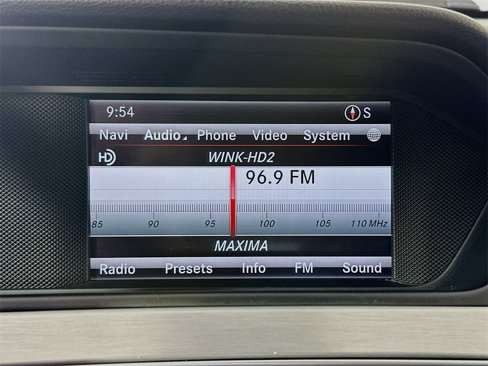 9:54 S
Navi Audio Phone Video System
HD WINK-HD2
96.9 FM
85 90 95 100 105 110 MHz
MAXIMA
Radio Presets Info FM Sound